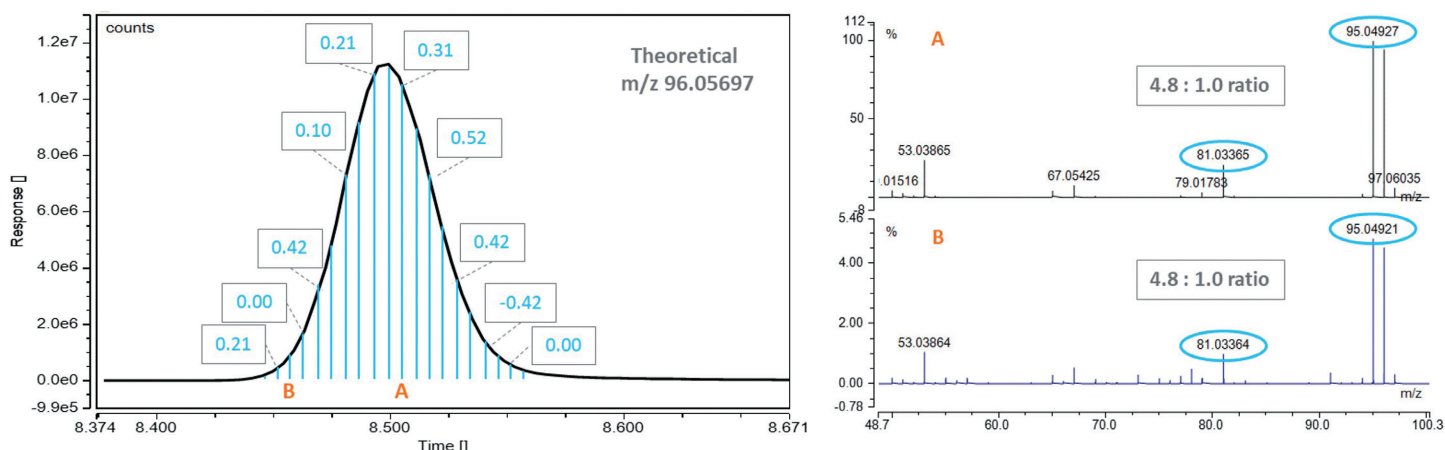 counts
1.2e7
1.0e7
8.0e6
6.0e6
4.0e6
2.0e6
0.0e0
-9.9e5
Response []
0.21
0.31
0.10
0.52
0.42
0.42
0.00
-0.42
0.21
0.00
Theoretical
m/z 96.05697
B
A
8.374
8.400
8.500
8.600
8.671
Time []
112
100
50
-8
%
A
95.04927
4.8 : 1.0 ratio
53.03865
81.03365
67.05425
79.01783
97.06035
.01516
m/z
5.46
4.00
2.00
0.00
-0.78
%
B
95.04921
4.8 : 1.0 ratio
53.03864
81.03364
m/z
48.7
60.0
70.0
80.0
90.0
100.3